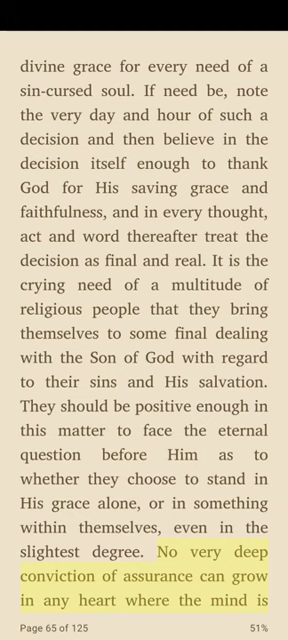 divine grace for every need of a
sin-cursed soul. If need be, note
the very day and hour of such a
decision and then believe in the
decision itself enough to thank
God for His saving grace and
faithfulness, and in every thought,
act and word thereafter treat the
decision as final and real. It is the
crying need of a multitude of
religious people that they bring
themselves to some final dealing
with the Son of God with regard
to their sins and His salvation.
They should be positive enough in
this matter to face the eternal
question before Him as to
whether they choose to stand in
His grace alone, or in something
within themselves, even in the
slightest degree. No very deep
conviction of assurance can grow
in any heart where the mind is
Page 65 of 125 51%